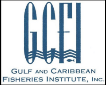 GCFI
GULF AND CARIBBEAN
FISHERIES INSTITUTE, INC.